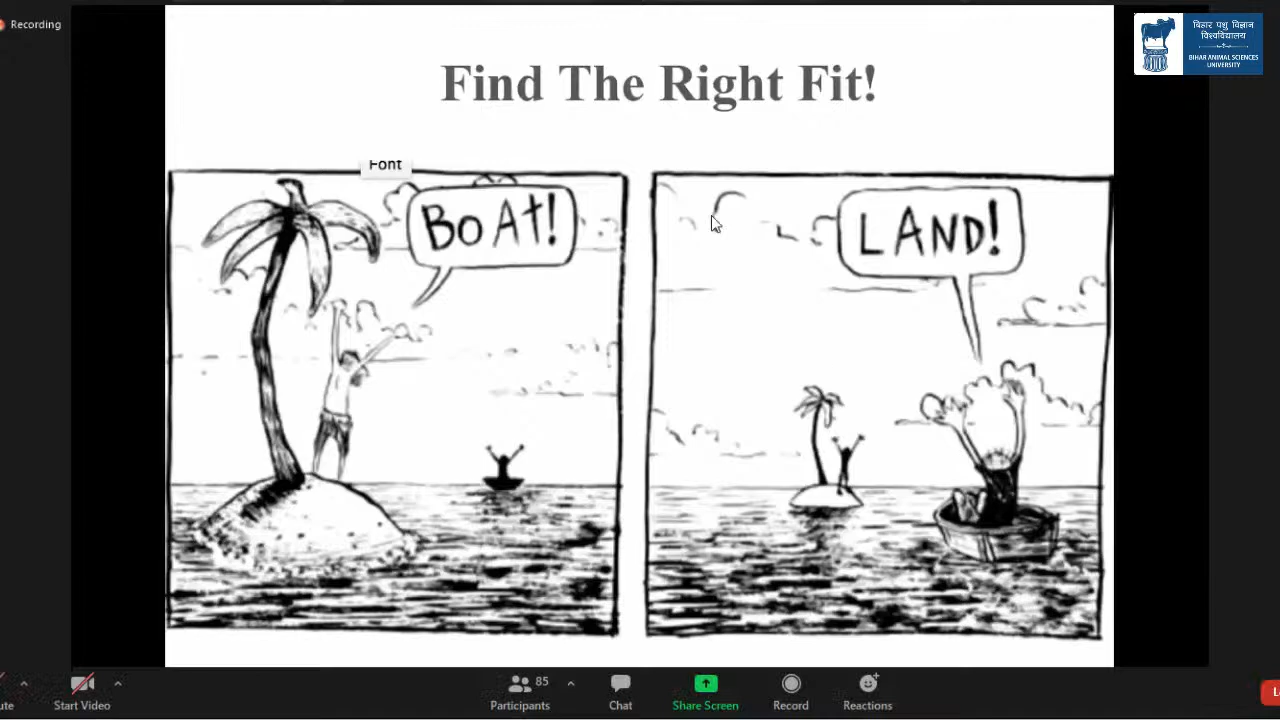 Recording
बिहार पशु विज्ञान
विश्वविद्यालय
BIHAR ANIMAL SCIENCES
UNIVERSITY
Find The Right Fit!
Font
BOAt!
LAND!
Start Video
85
Participants
Chat
Share Screen
Record
Reactions